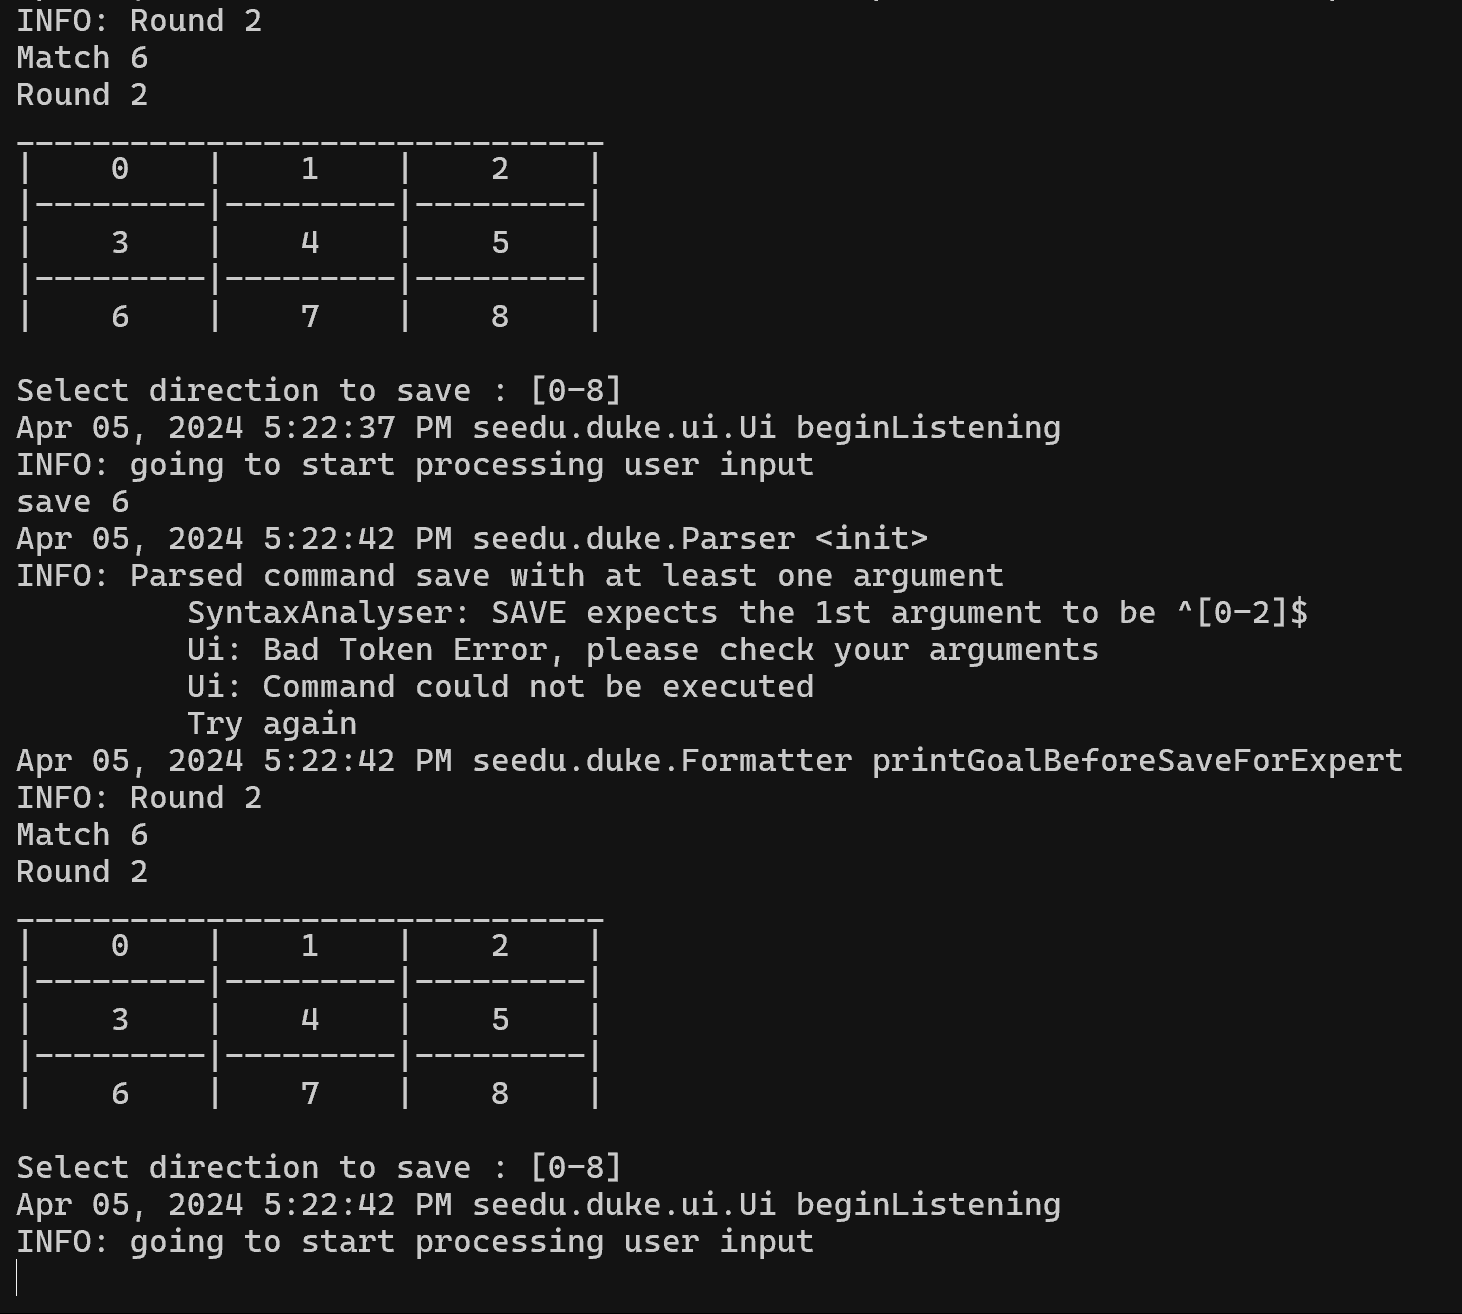 INFO: Round 2
Match 6
Round 2
_______________________________
|    0    |    1    |    2    |
|---------|---------|---------|
|    3    |    4    |    5    |
|---------|---------|---------|
|    6    |    7    |    8    |
Select direction to save : [0-8]
Apr 05, 2024 5:22:37 PM seedu.duke.ui.Ui beginListening
INFO: going to start processing user input
save 6
Apr 05, 2024 5:22:42 PM seedu.duke.Parser <init>
INFO: Parsed command save with at least one argument
         SyntaxAnalyser: SAVE expects the 1st argument to be ^[0-2]$
         Ui: Bad Token Error, please check your arguments
         Ui: Command could not be executed
         Try again
Apr 05, 2024 5:22:42 PM seedu.duke.Formatter printGoalBeforeSaveForExpert
INFO: Round 2
Match 6
Round 2
_______________________________
|    0    |    1    |    2    |
|---------|---------|---------|
|    3    |    4    |    5    |
|---------|---------|---------|
|    6    |    7    |    8    |
Select direction to save : [0-8]
Apr 05, 2024 5:22:42 PM seedu.duke.ui.Ui beginListening
INFO: going to start processing user input